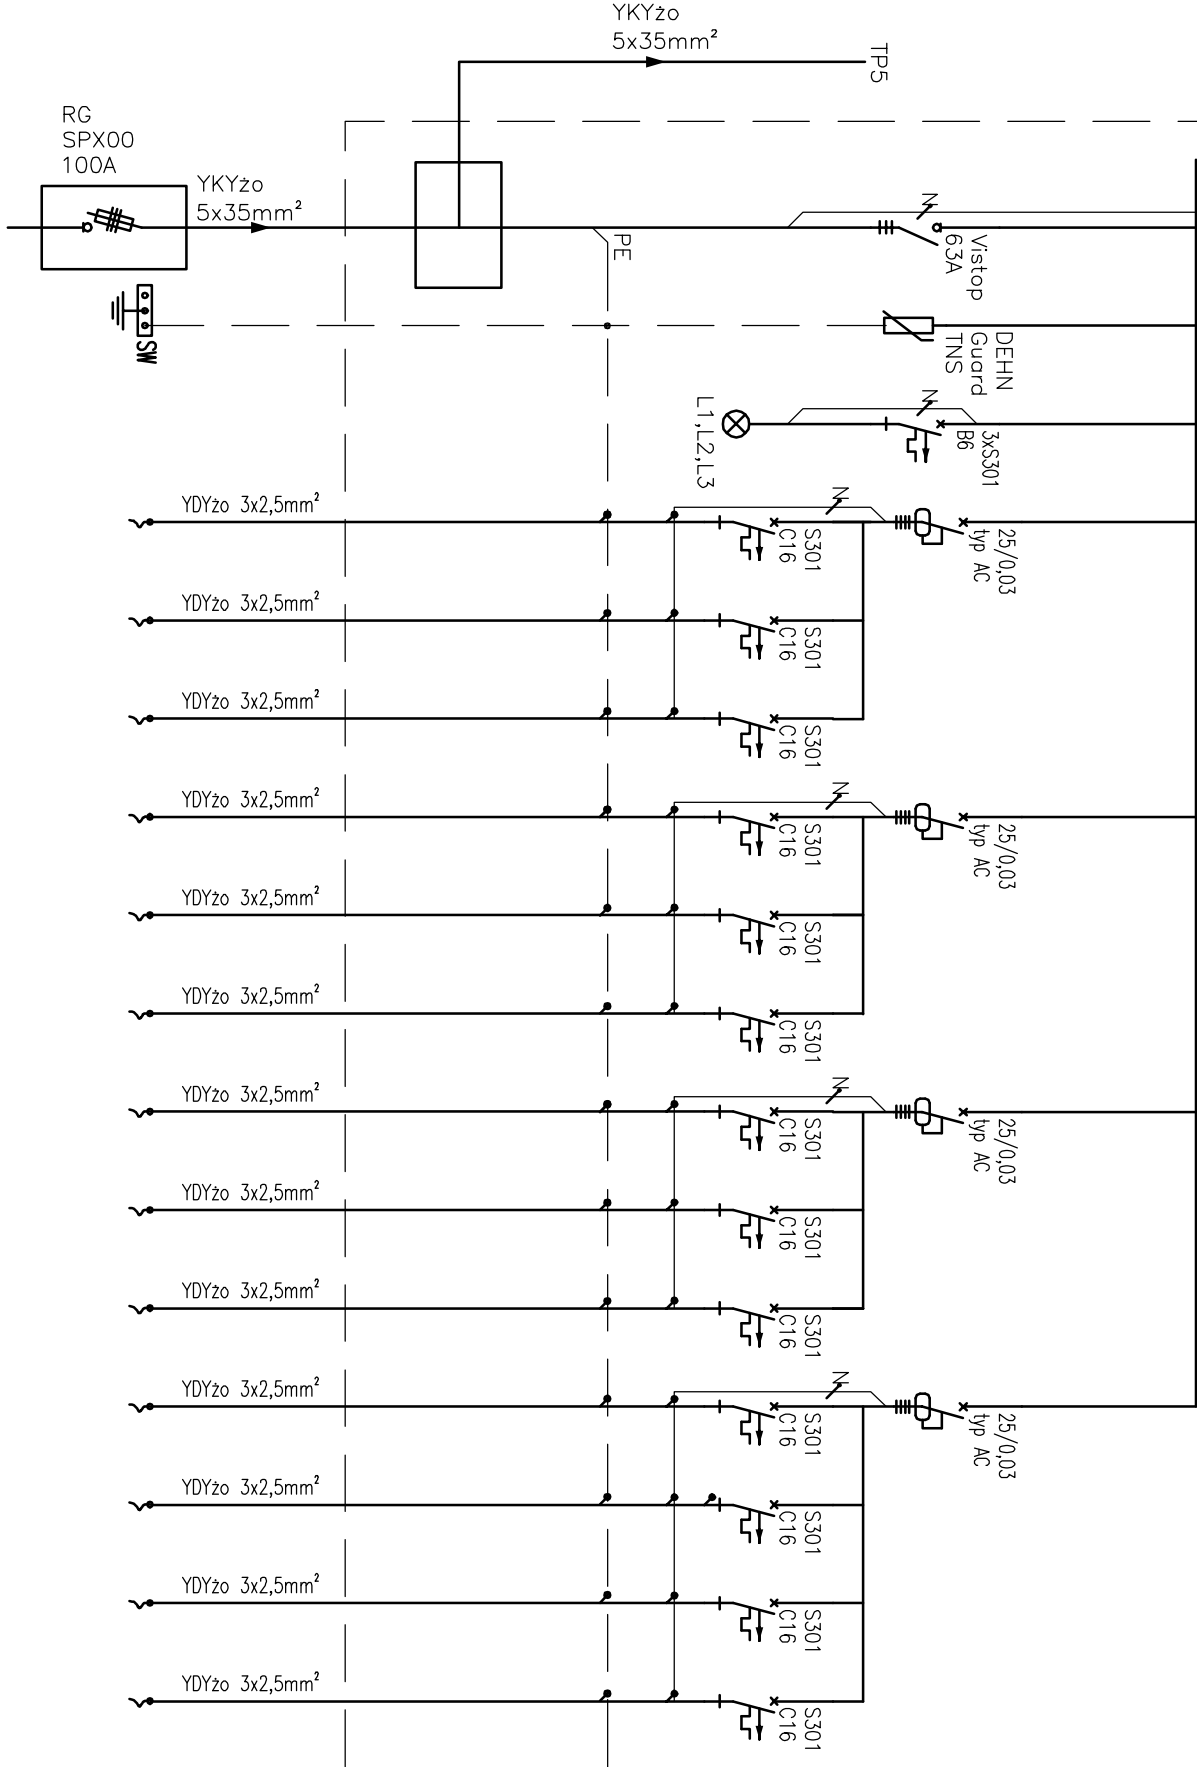 YKYżo
5x35mm²
TP5
RG
SPX00
100A
YKYżo
5x35mm²
N
Vistop
63A
PE
SW
DEHN
Guard
TNS
N
3xS301
B6
L1,L2,L3
YDYżo 3x2,5mm²
N
S301
C16
25/0,03
typ AC
YDYżo 3x2,5mm²
S301
C16
YDYżo 3x2,5mm²
S301
C16
YDYżo 3x2,5mm²
N
S301
C16
25/0,03
typ AC
YDYżo 3x2,5mm²
S301
C16
YDYżo 3x2,5mm²
S301
C16
YDYżo 3x2,5mm²
N
S301
C16
25/0,03
typ AC
YDYżo 3x2,5mm²
S301
C16
YDYżo 3x2,5mm²
S301
C16
YDYżo 3x2,5mm²
N
S301
C16
25/0,03
typ AC
YDYżo 3x2,5mm²
S301
C16
YDYżo 3x2,5mm²
S301
C16
YDYżo 3x2,5mm²
S301
C16